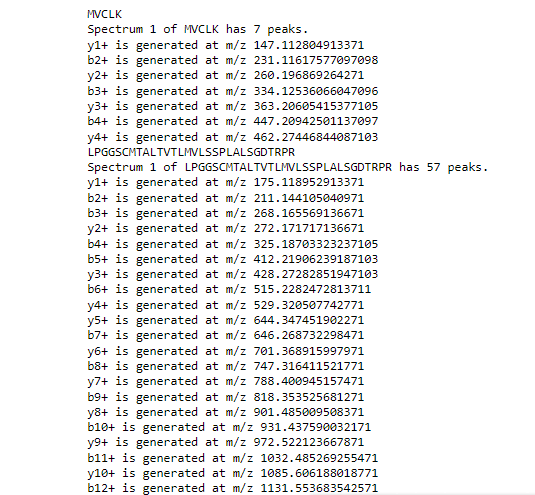 MVCLK
Spectrum 1 of MVCLK has 7 peaks.
y1+ is generated at m/z 147.112804913371
b2+ is generated at m/z 231.11617577097098
y2+ is generated at m/z 260.196869264271
b3+ is generated at m/z 334.12536066047096
y3+ is generated at m/z 363.20605415377105
b4+ is generated at m/z 447.20942501137097
y4+ is generated at m/z 462.27446844087103
LPGGSCMTALTVTLMVLSSPLALSGDTRPR
Spectrum 1 of LPGGSCMTALTVTLMVLSSPLALSGDTRPR has 57 peaks.
y1+ is generated at m/z 175.118952913371
b2+ is generated at m/z 211.144105040971
b3+ is generated at m/z 268.165569136671
y2+ is generated at m/z 272.171717136671
b4+ is generated at m/z 325.18703323237105
b5+ is generated at m/z 412.21906239187103
y3+ is generated at m/z 428.27282851947103
b6+ is generated at m/z 515.2282472813711
y4+ is generated at m/z 529.320507742771
y5+ is generated at m/z 644.347451902271
b7+ is generated at m/z 646.268732298471
y6+ is generated at m/z 701.368915997971
b8+ is generated at m/z 747.316411521771
y7+ is generated at m/z 788.400945157471
b9+ is generated at m/z 818.353525681271
y8+ is generated at m/z 901.485009508371
b10+ is generated at m/z 931.437590032171
y9+ is generated at m/z 972.522123667871
b11+ is generated at m/z 1032.485269255471
y10+ is generated at m/z 1085.606188018771
b12+ is generated at m/z 1131.553683542571